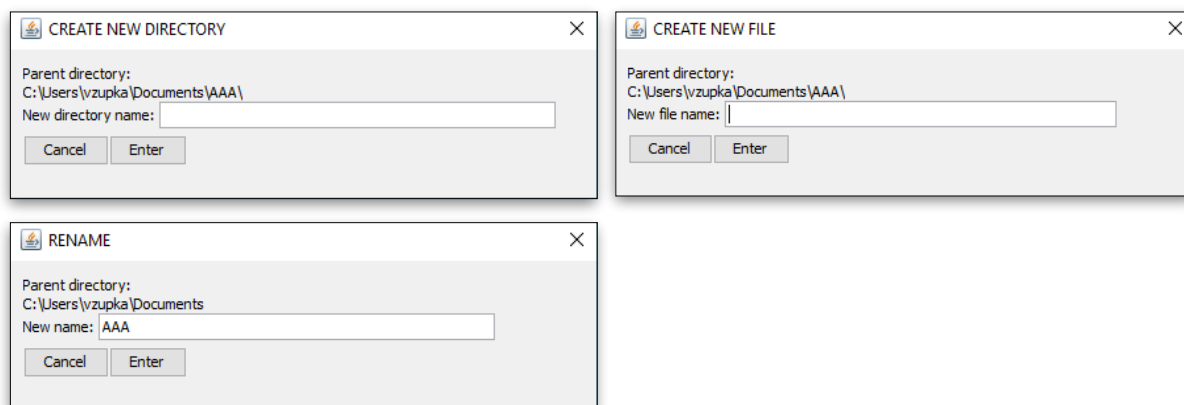 CREATE NEW DIRECTORY
Parent directory:
C:\Users\vzupka\Documents\AAA\
New directory name:
Cancel Enter
CREATE NEW FILE
Parent directory:
C:\Users\vzupka\Documents\AAA\
New file name:
Cancel Enter
RENAME
Parent directory:
C:\Users\vzupka\Documents
New name: AAA
Cancel Enter